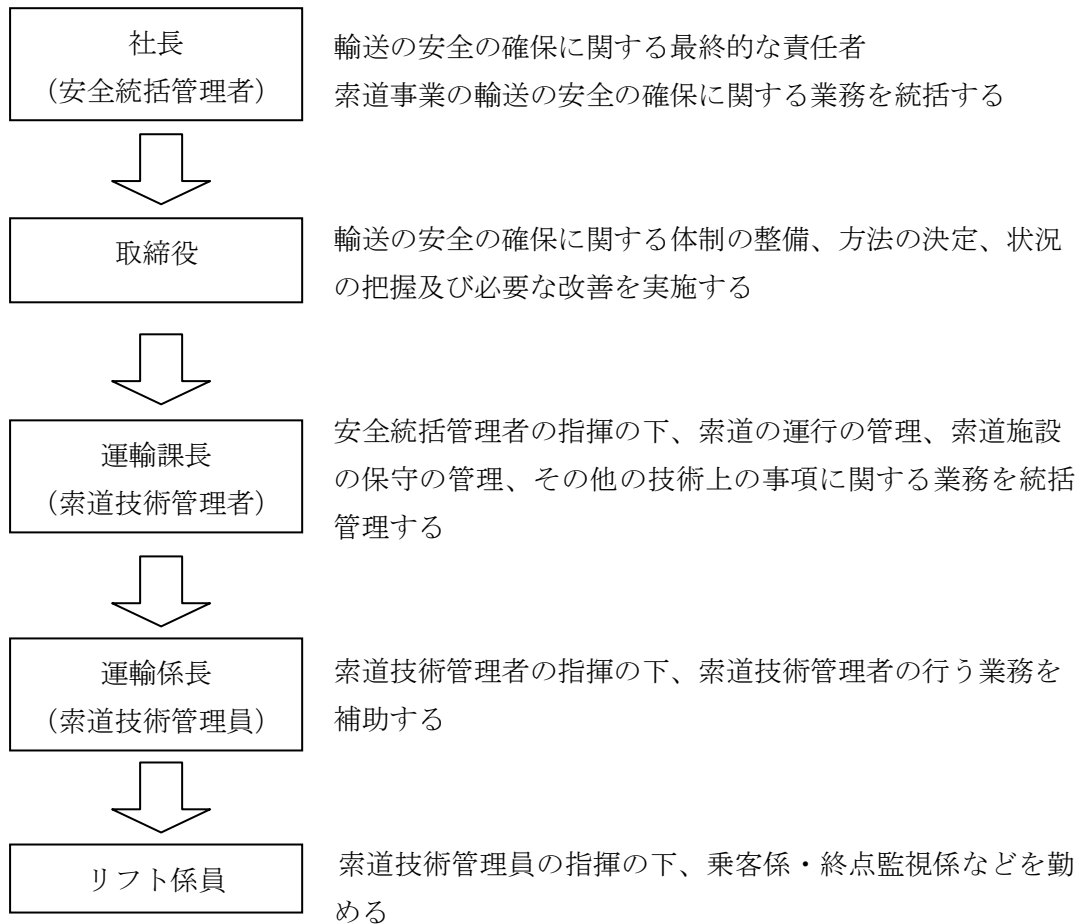 社長
(安全統括管理者)
輸送の安全の確保に関する最終的な責任者
索道事業の輸送の安全の確保に関する業務を統括する
取締役
輸送の安全の確保に関する体制の整備、方法の決定、状況
の把握及び必要な改善を実施する
運輸課長
(索道技術管理者)
安全統括管理者の指揮の下、索道の運行の管理、索道施設
の保守の管理、その他の技術上の事項に関する業務を統括
管理する
運輸係長
(索道技術管理員)
索道技術管理者の指揮の下、索道技術管理者の行う業務を
補助する
リフト係員
索道技術管理員の指揮の下、乗客係・終点監視係などを勤
める